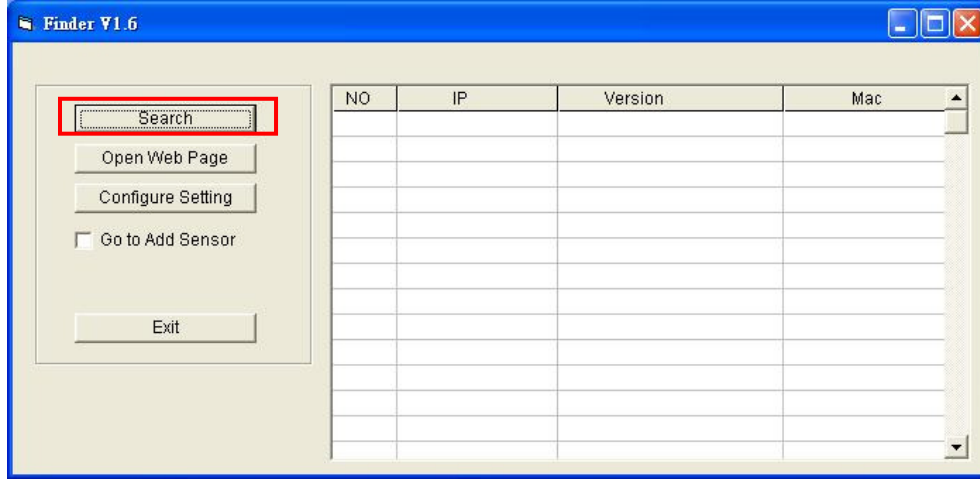 Finder V1.6
Search
Open Web Page
Configure Setting
Go to Add Sensor
Exit
NO IP Version Mac